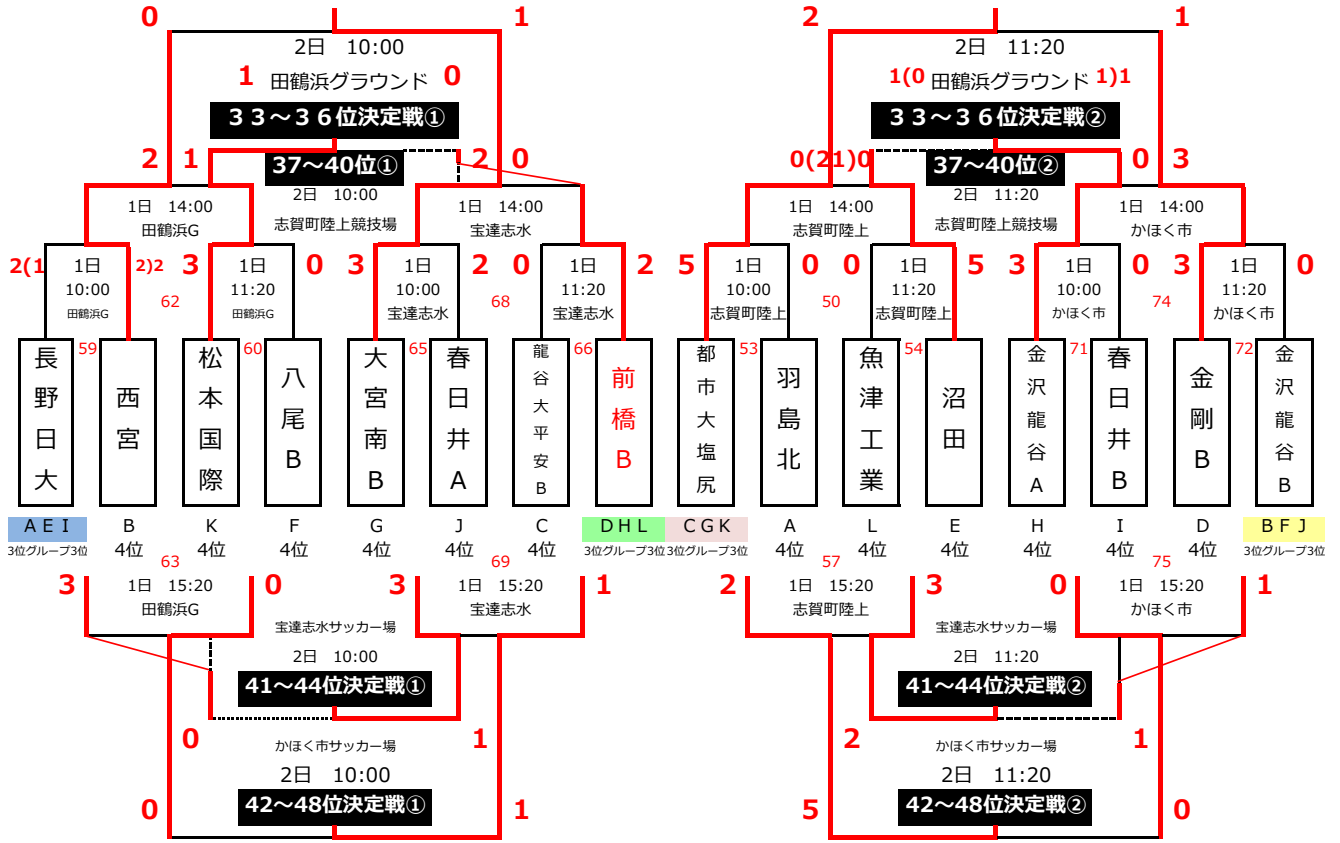 0 1 2 1
2日 10:00 2日 11:20
1 田鶴浜グラウンド 0 1(0 田鶴浜グラウンド 1)1
33～36位決定戦① 33～36位決定戦②
2 1 37～40位① 2 0 0(21)0 37～40位② 0 3
2日 10:00 2日 11:20
1日 14:00 志賀町陸上競技場 1日 14:00 1日 14:00 志賀町陸上競技場 1日 14:00
田鶴浜G 宝達志水 志賀町陸上 かほく市
2(1 1日 2)2 3 1日 0 3 1日 2 0 1日 2 5 1日 0 0 1日 5 3 1日 0 3 1日 0
10:00 62 11:20 10:00 68 11:20 10:00 50 11:20 10:00 74 11:20
田鶴浜G 田鶴浜G 宝達志水 宝達志水 志賀町陸上 志賀町陸上 かほく市 かほく市
59 60 65 66 53 54 71 72
長野日大
西宮
松本国際
八尾B
大宮南B
春日井A
龍谷大平安B
前橋B
都市大塩尻
羽島北
魚津工業
沼田
金沢龍谷A
春日井B
金剛B
金沢龍谷B
AEI B K F G J C DHL CGK A L E H I D BFJ
3位グループ3位 4位 4位 4位 4位 4位 4位 3位グループ3位 3位グループ3位 4位 4位 4位 4位 4位 4位 3位グループ3位
63 69 57 75
3 1日 15:20 0 3 1日 15:20 1 2 1日 15:20 3 0 1日 15:20 1
田鶴浜G 宝達志水 志賀町陸上 かほく市
宝達志水サッカー場 宝達志水サッカー場
2日 10:00 2日 11:20
41～44位決定戦① 41～44位決定戦②
0 かほく市サッカー場 1 2 かほく市サッカー場 1
2日 10:00 2日 11:20
0 42～48位決定戦① 1 5 42～48位決定戦② 0